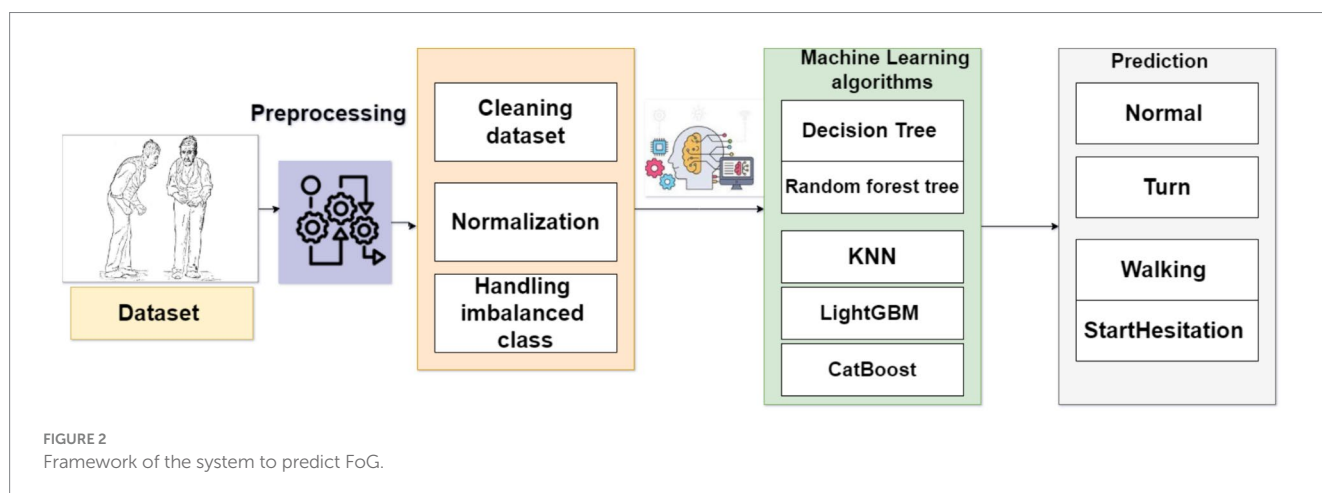 Dataset
Preprocessing
Cleaning
dataset
Normalization
Handling
imbalanced
class
Machine Learning
algorithms
Decision Tree
Random forest tree
KNN
LightGBM
CatBoost
Prediction
Normal
Turn
Walking
StartHesitation
FIGURE 2
Framework of the system to predict FoG.